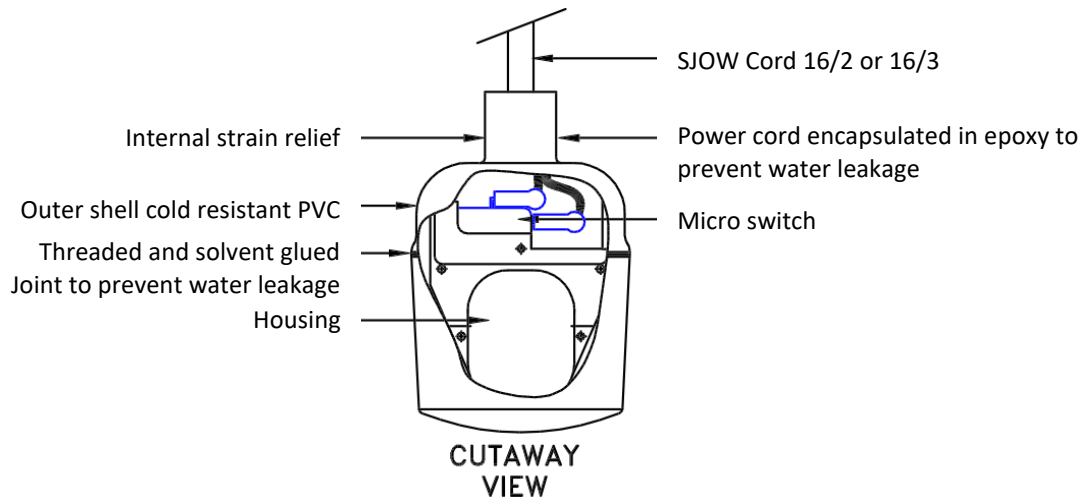 SJOW Cord 16/2 or 16/3
Internal strain relief
Power cord encapsulated in epoxy to
prevent water leakage
Outer shell cold resistant PVC
Micro switch
Threaded and solvent glued
Joint to prevent water leakage
Housing
CUTAWAY
VIEW